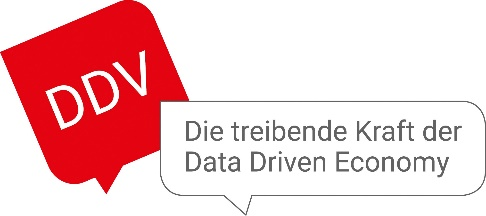 DDV
Die treibende Kraft der
Data Driven Economy